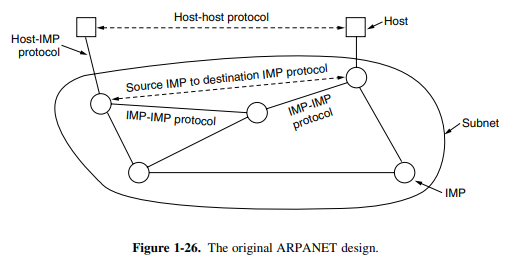 Host-host protocol
Host
Host-IMP
protocol
Source IMP to destination IMP protocol
IMP-IMP protocol
IMP-IMP
protocol
Subnet
IMP
Figure 1-26. The original ARPANET design.